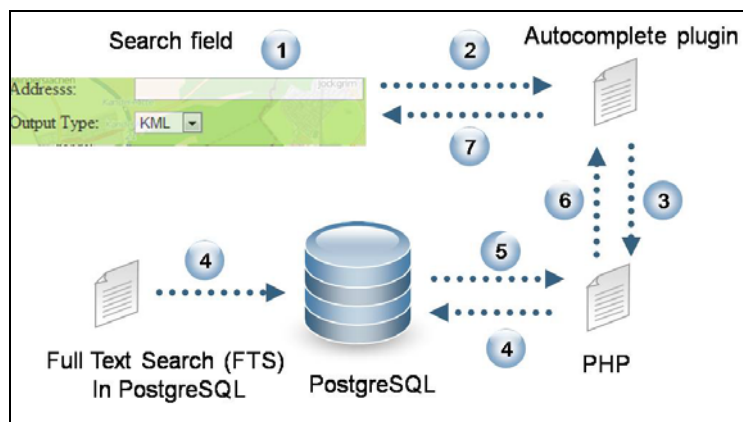 Search field
1
2
Autocomplete plugin
Addresss:
jockgrim
Output Type:
KML
7
6
3
4
5
4
Full Text Search (FTS)
In PostgreSQL
PostgreSQL
PHP